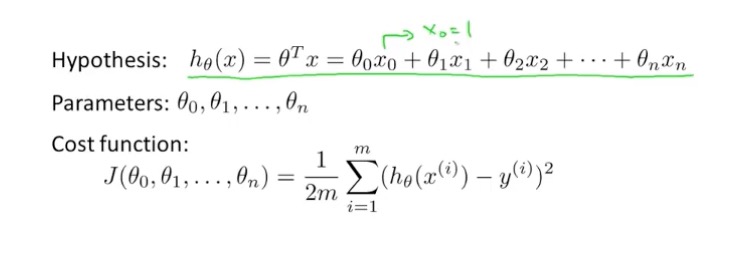 x₀=1
Hypothesis: h_θ(x) = θᵀx = θ₀x₀ + θ₁x₁ + θ₂x₂ + ⋯ + θₙxₙ
Parameters: θ₀, θ₁, . . . , θₙ
Cost function:
J(θ₀, θ₁, . . . , θₙ) = 1/2m ∑_{i=1}^{m} (h_θ(x⁽ⁱ⁾) − y⁽ⁱ⁾)²